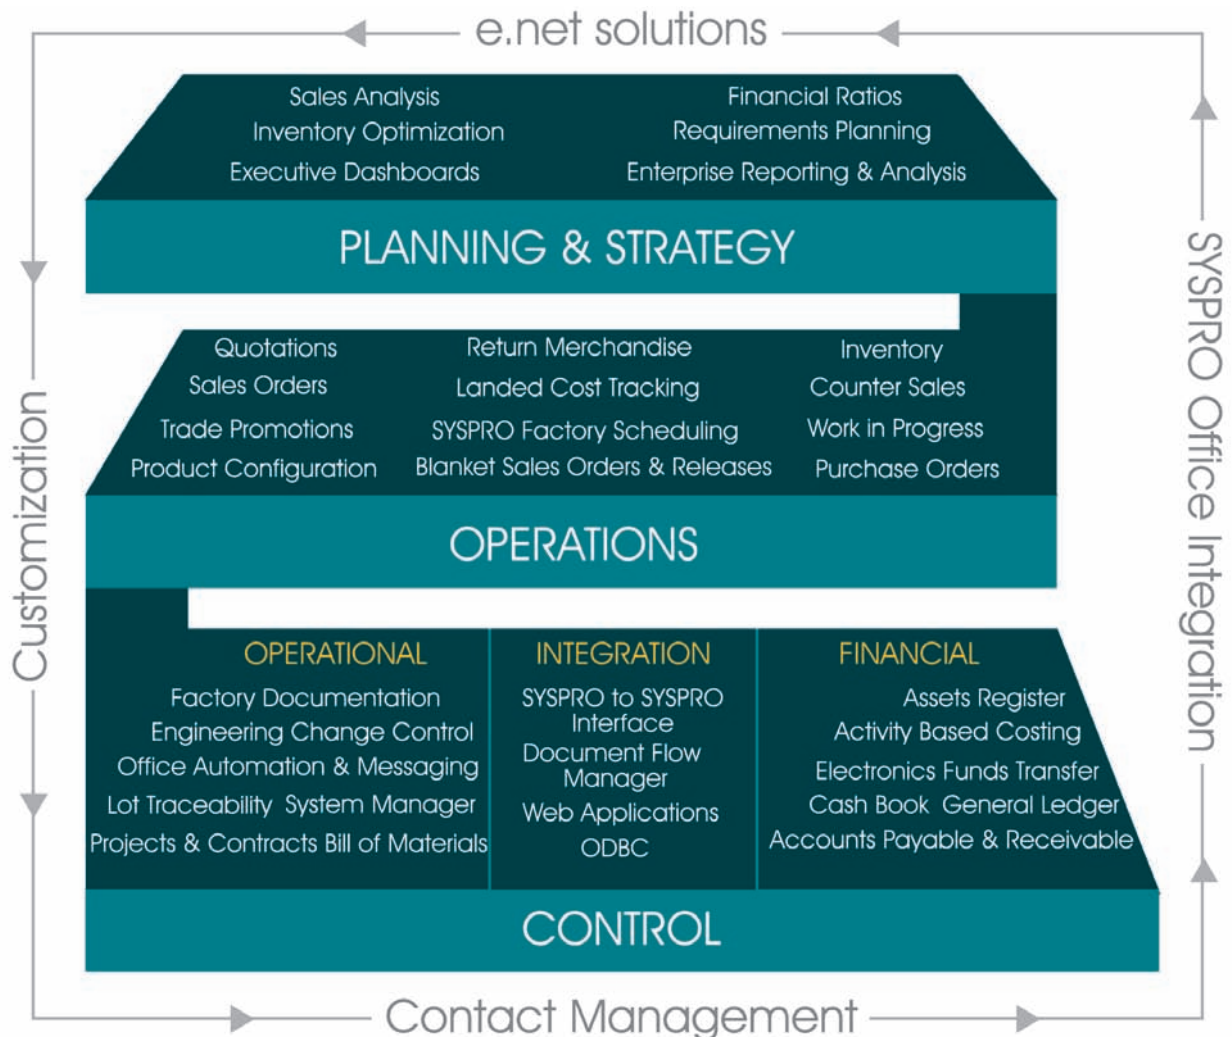 e.net solutions
Sales Analysis
Financial Ratios
Inventory Optimization
Requirements Planning
Executive Dashboards
Enterprise Reporting & Analysis
PLANNING & STRATEGY
Quotations
Return Merchandise
Inventory
Sales Orders
Landed Cost Tracking
Counter Sales
Trade Promotions
SYSPRO Factory Scheduling
Work in Progress
Product Configuration
Blanket Sales Orders & Releases
Purchase Orders
OPERATIONS
OPERATIONAL
Factory Documentation
Engineering Change Control
Office Automation & Messaging
Lot Traceability System Manager
Projects & Contracts Bill of Materials
INTEGRATION
SYSPRO to SYSPRO
Interface
Document Flow
Manager
Web Applications
ODBC
FINANCIAL
Assets Register
Activity Based Costing
Electronics Funds Transfer
Cash Book General Ledger
Accounts Payable & Receivable
CONTROL
Customization
Contact Management
SYSPRO Office Integration